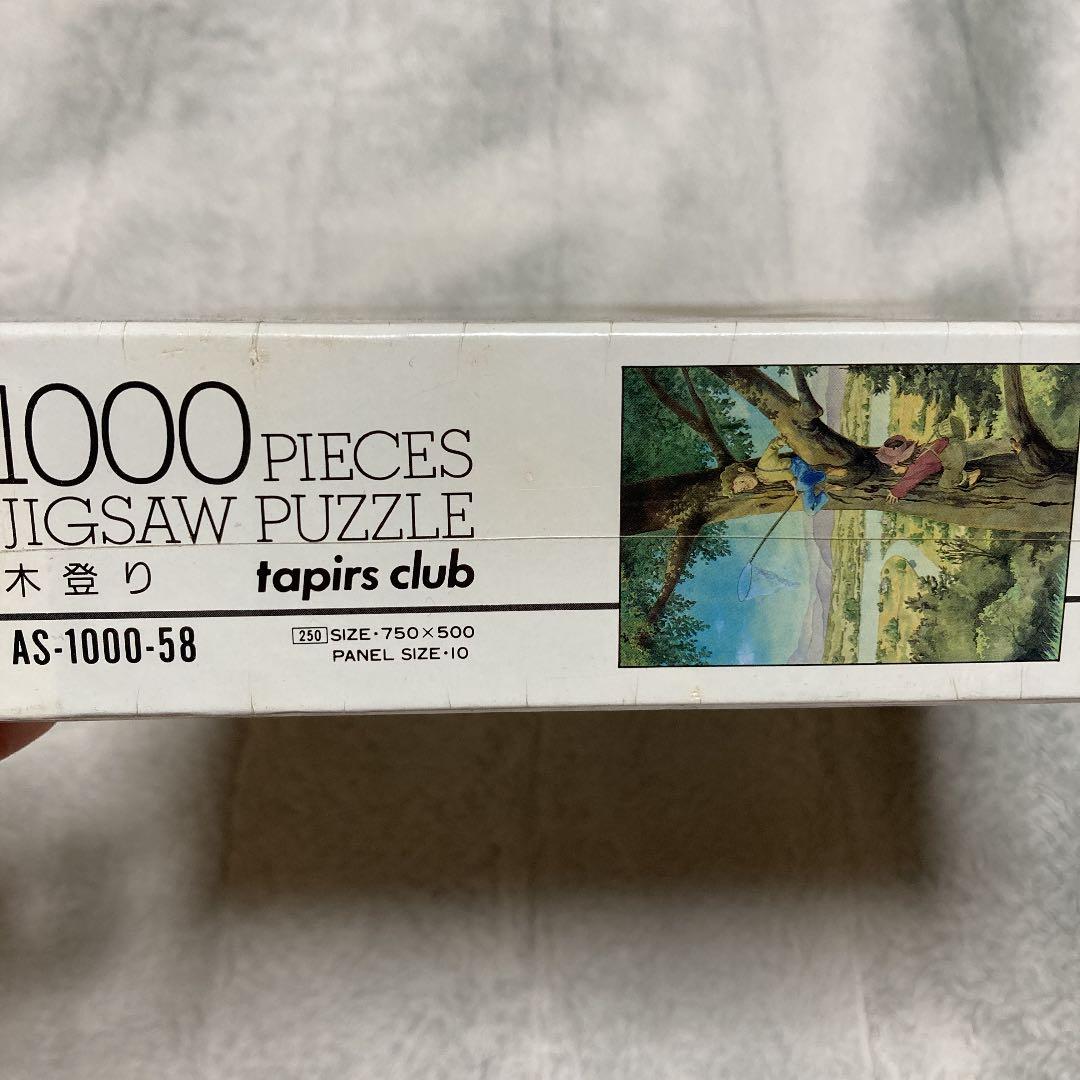 1000 PIECES
JIGSAW PUZZLE
木登り
tapirs club
AS-1000-58
250 SIZE・750×500
PANEL SIZE・10